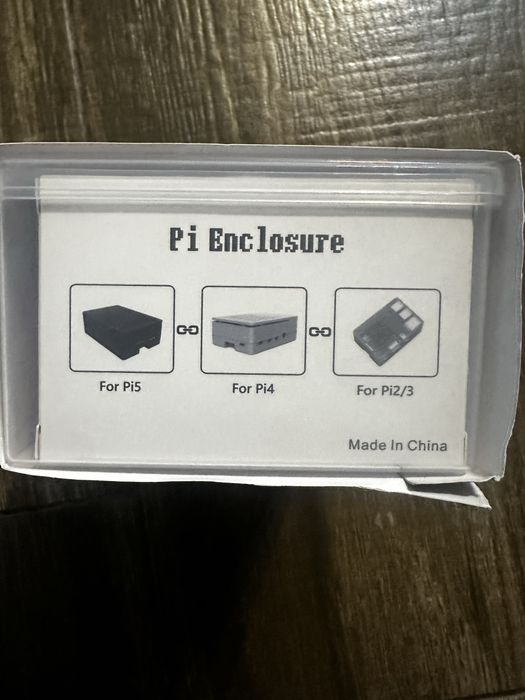 Pi Enclosure
For Pi5
For Pi4
For Pi2/3
Made In China